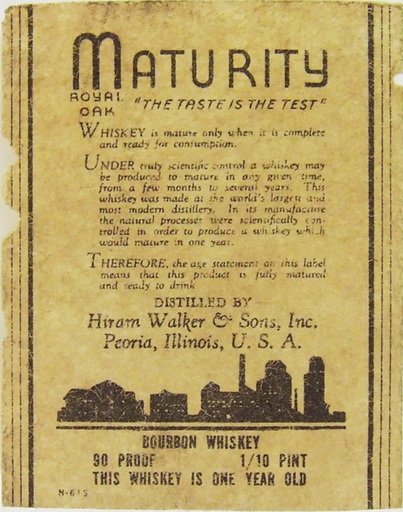 MATURITY
ROYAL OAK
"THE TASTE IS THE TEST"
WHISKEY is mature only when it is complete
and ready for consumption.
UNDER truly scientific control a whiskey may
be produced to mature in any given time,
from a few months to several years. This
whiskey was made at the world's largest and
most modern distillery. In its manufacture
the natural processes were scientifically con-
trolled in order to produce a whiskey which
would mature in one year.
THEREFORE, the age statement on this label
means that this product is fully matured
and ready to drink
DISTILLED BY
Hiram Walker & Sons, Inc.
Peoria, Illinois, U. S. A.
BOURBON WHISKEY
90 PROOF 1/10 PINT
THIS WHISKEY IS ONE YEAR OLD